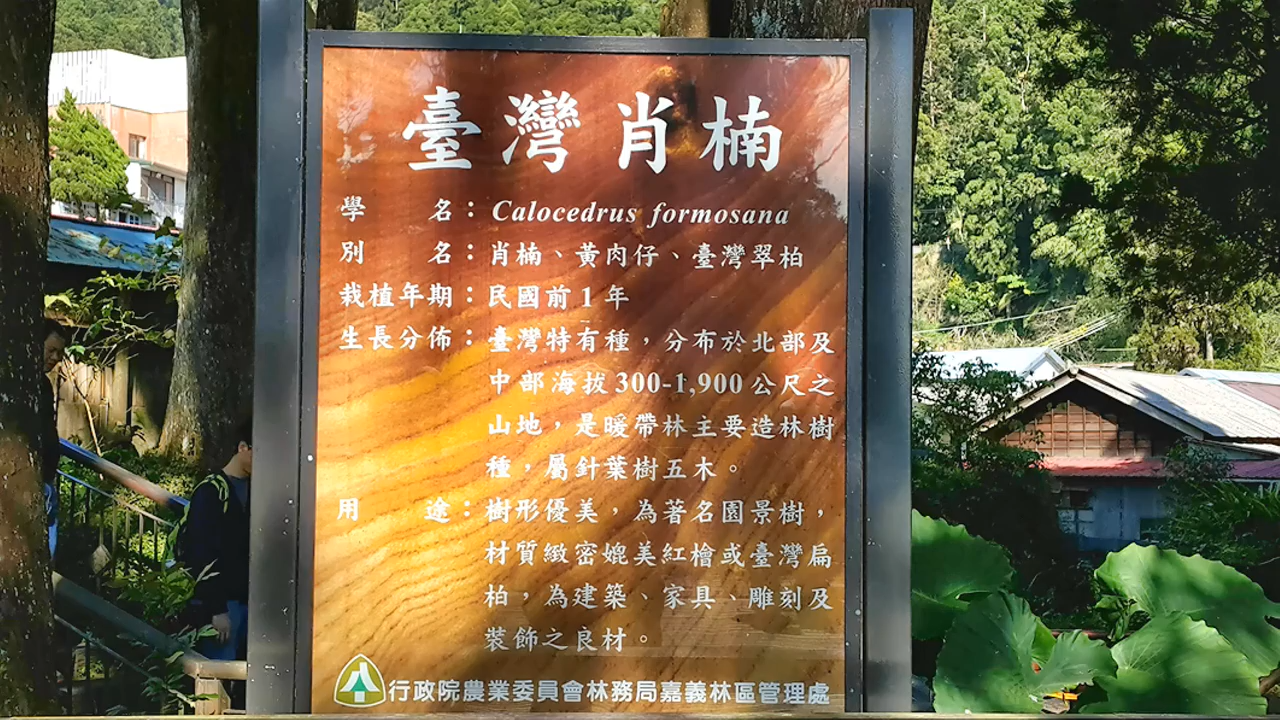 臺灣肖楠
學　　名：Calocedrus formosana
別　　名：肖楠、黃肉仔、臺灣翠柏
栽植年期：民國前1年
生長分佈：臺灣特有種，分布於北部及
中部海拔300-1,900公尺之
山地，是暖帶林主要造林樹
種，屬針葉樹五木。
用　　途：樹形優美，為著名園景樹，
材質緻密媲美紅檜或臺灣扁
柏，為建築、家具、雕刻及
裝飾之良材。
行政院農業委員會林務局嘉義林區管理處